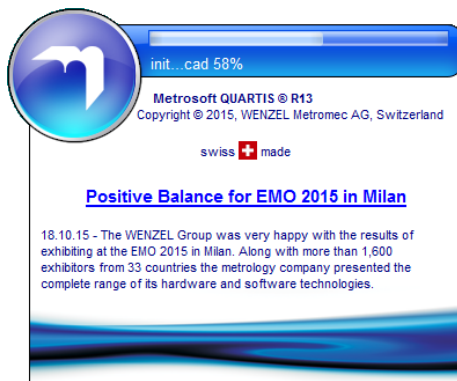 init...cad 58%
Metrosoft QUARTIS ® R13
Copyright © 2015, WENZEL Metromec AG, Switzerland
swiss made
Positive Balance for EMO 2015 in Milan
18.10.15 - The WENZEL Group was very happy with the results of
exhibiting at the EMO 2015 in Milan. Along with more than 1,600
exhibitors from 33 countries the metrology company presented the
complete range of its hardware and software technologies.